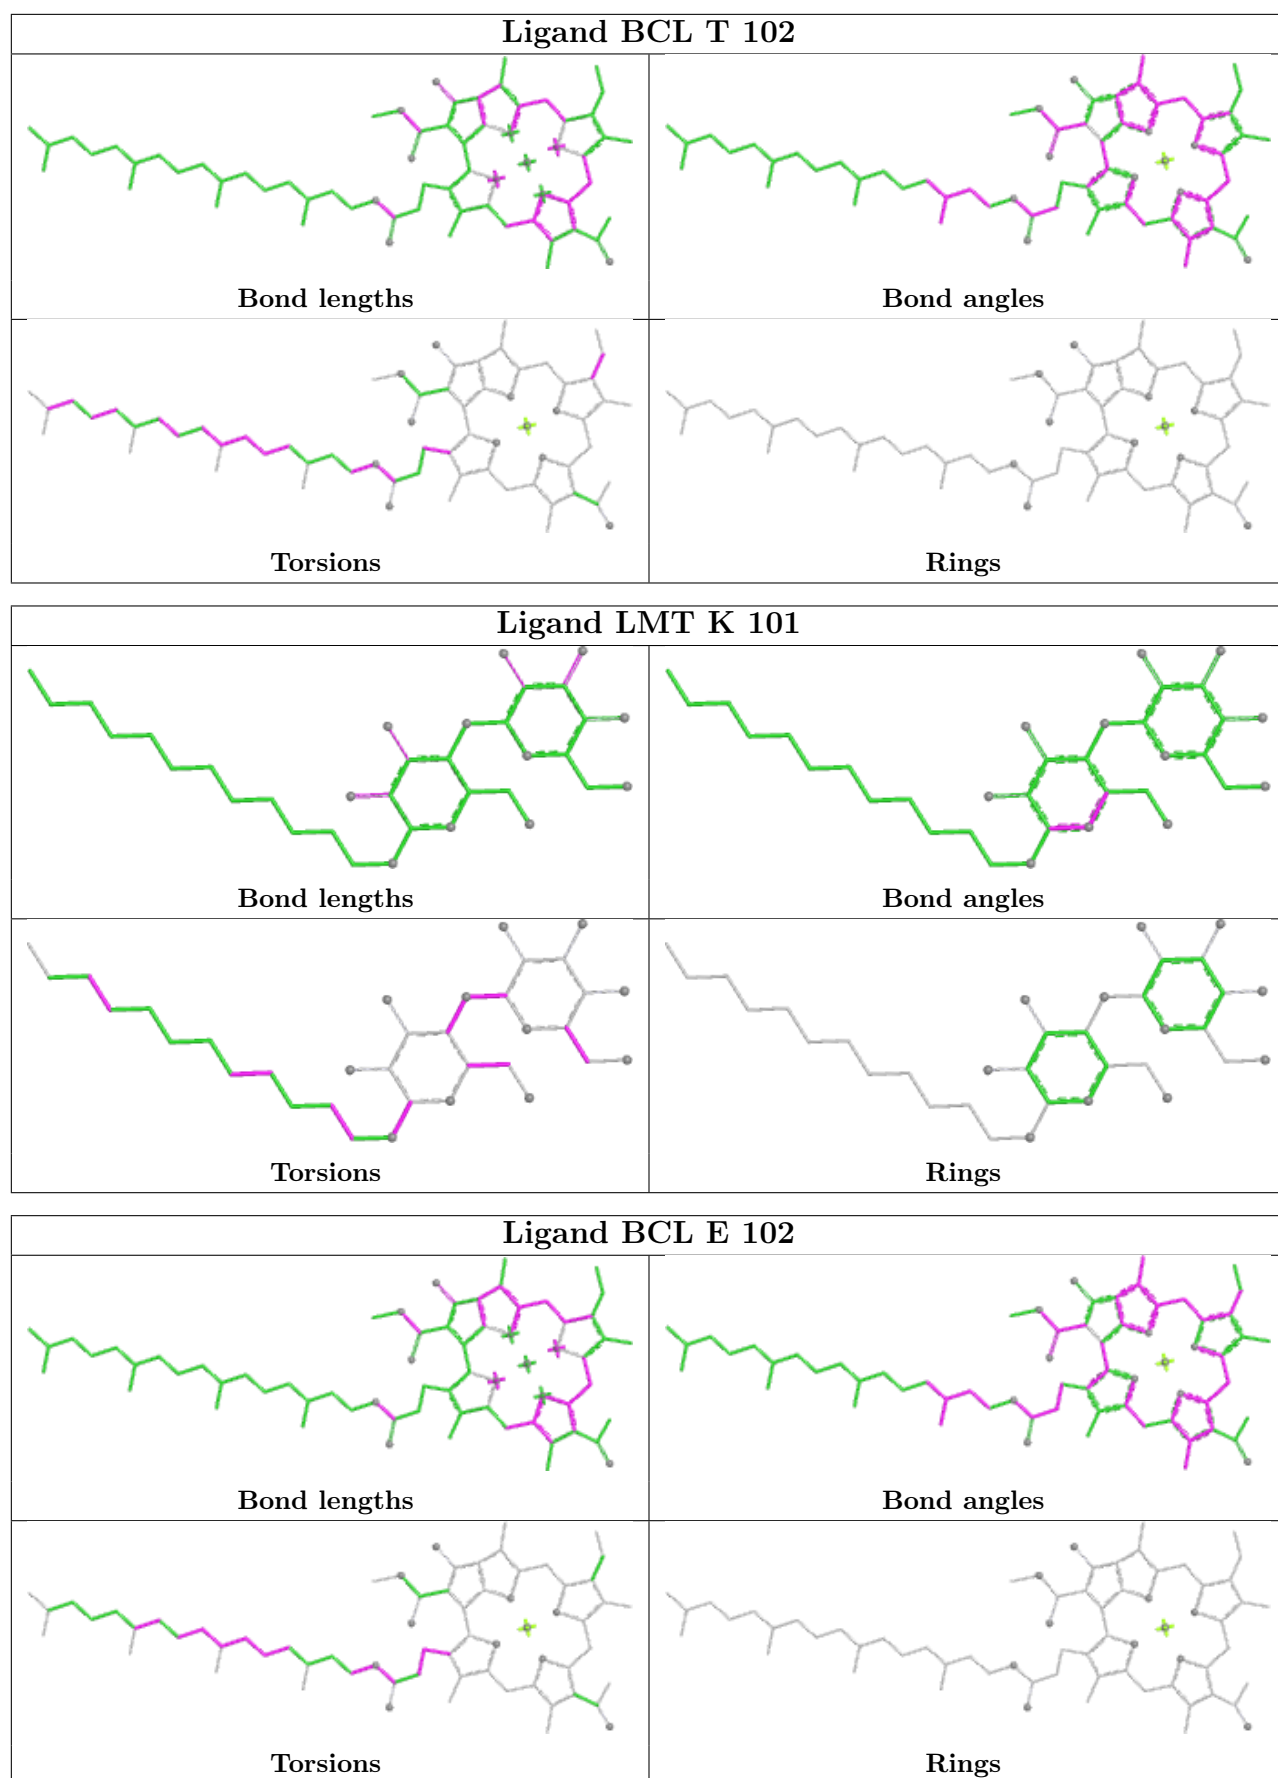 Ligand BCL T 102
Bond lengths
Bond angles
Torsions
Rings
Ligand LMT K 101
Bond lengths
Bond angles
Torsions
Rings
Ligand BCL E 102
Bond lengths
Bond angles
Torsions
Rings